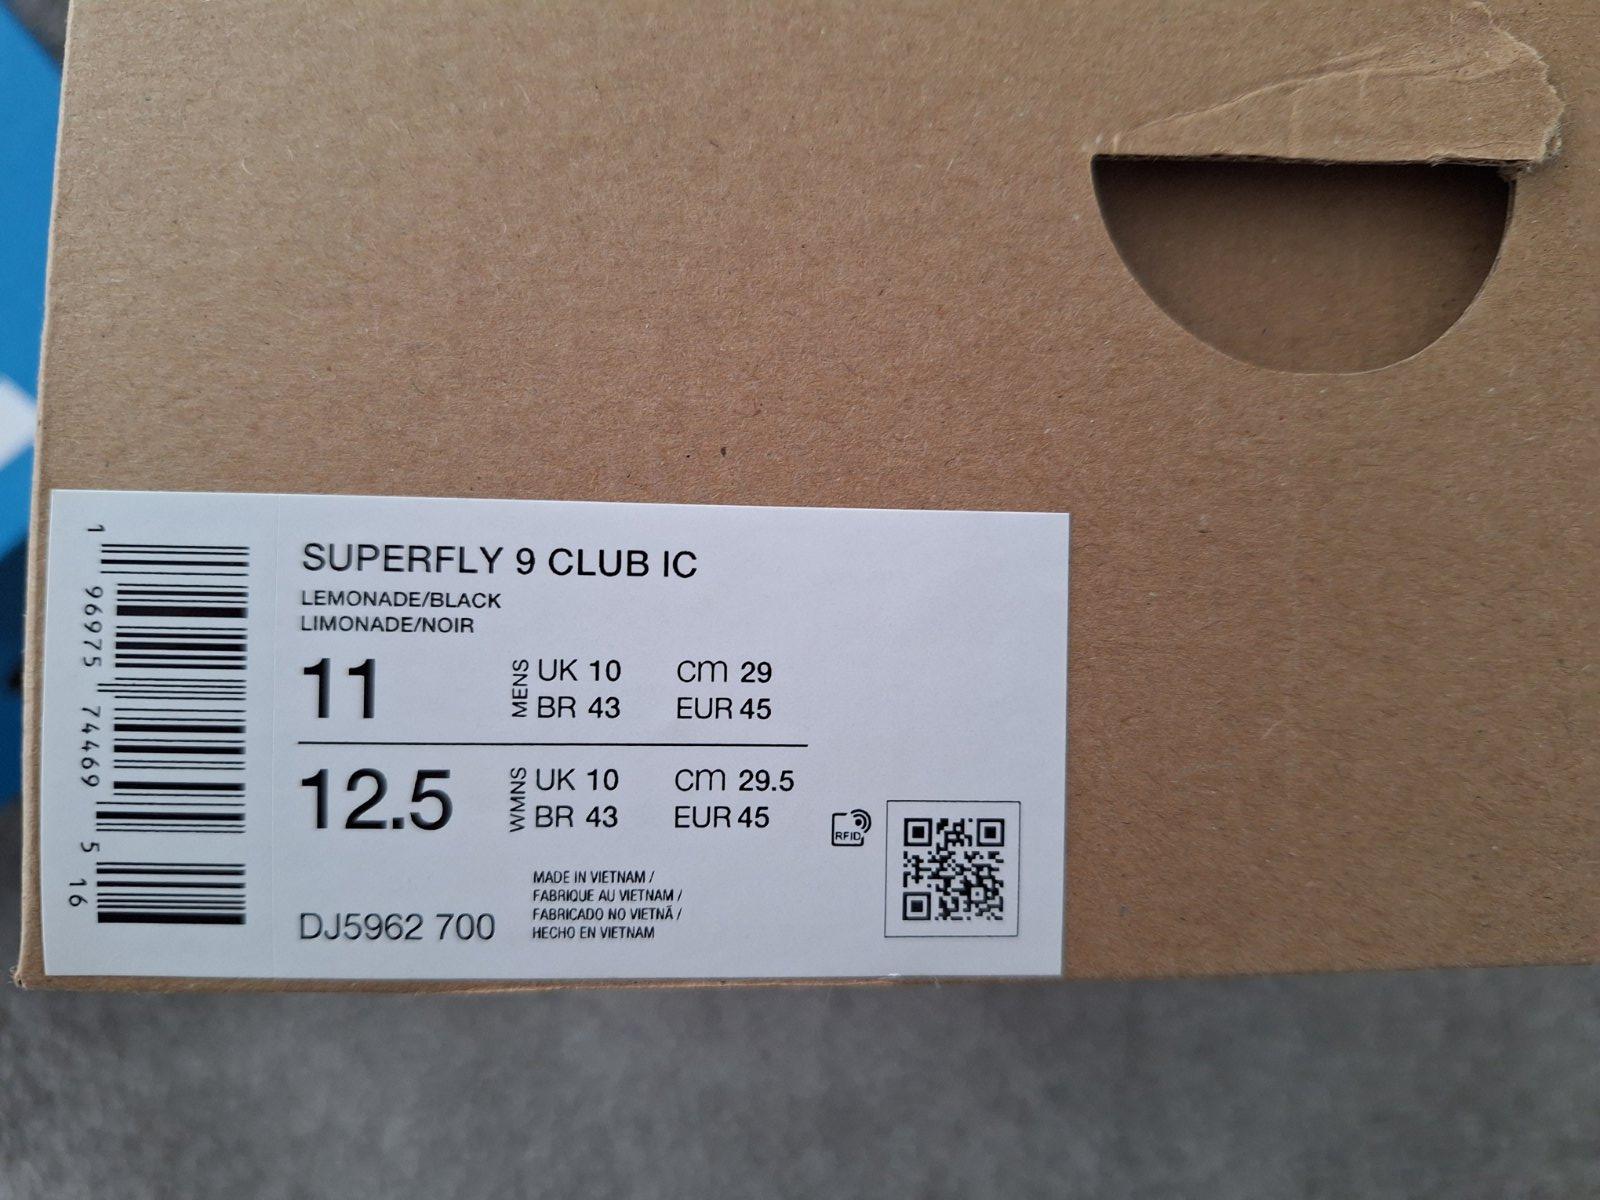 1 96975 74469 5 16
SUPERFLY 9 CLUB IC
LEMONADE/BLACK
LIMONADE/NOIR
11 MENS UK 10 cm 29
BR 43 EUR 45
12.5 WMNS UK 10 cm 29.5
BR 43 EUR 45
RFID
MADE IN VIETNAM /
FABRIQUE AU VIETNAM /
FABRICADO NO VIETNÃ /
HECHO EN VIETNAM
DJ5962 700